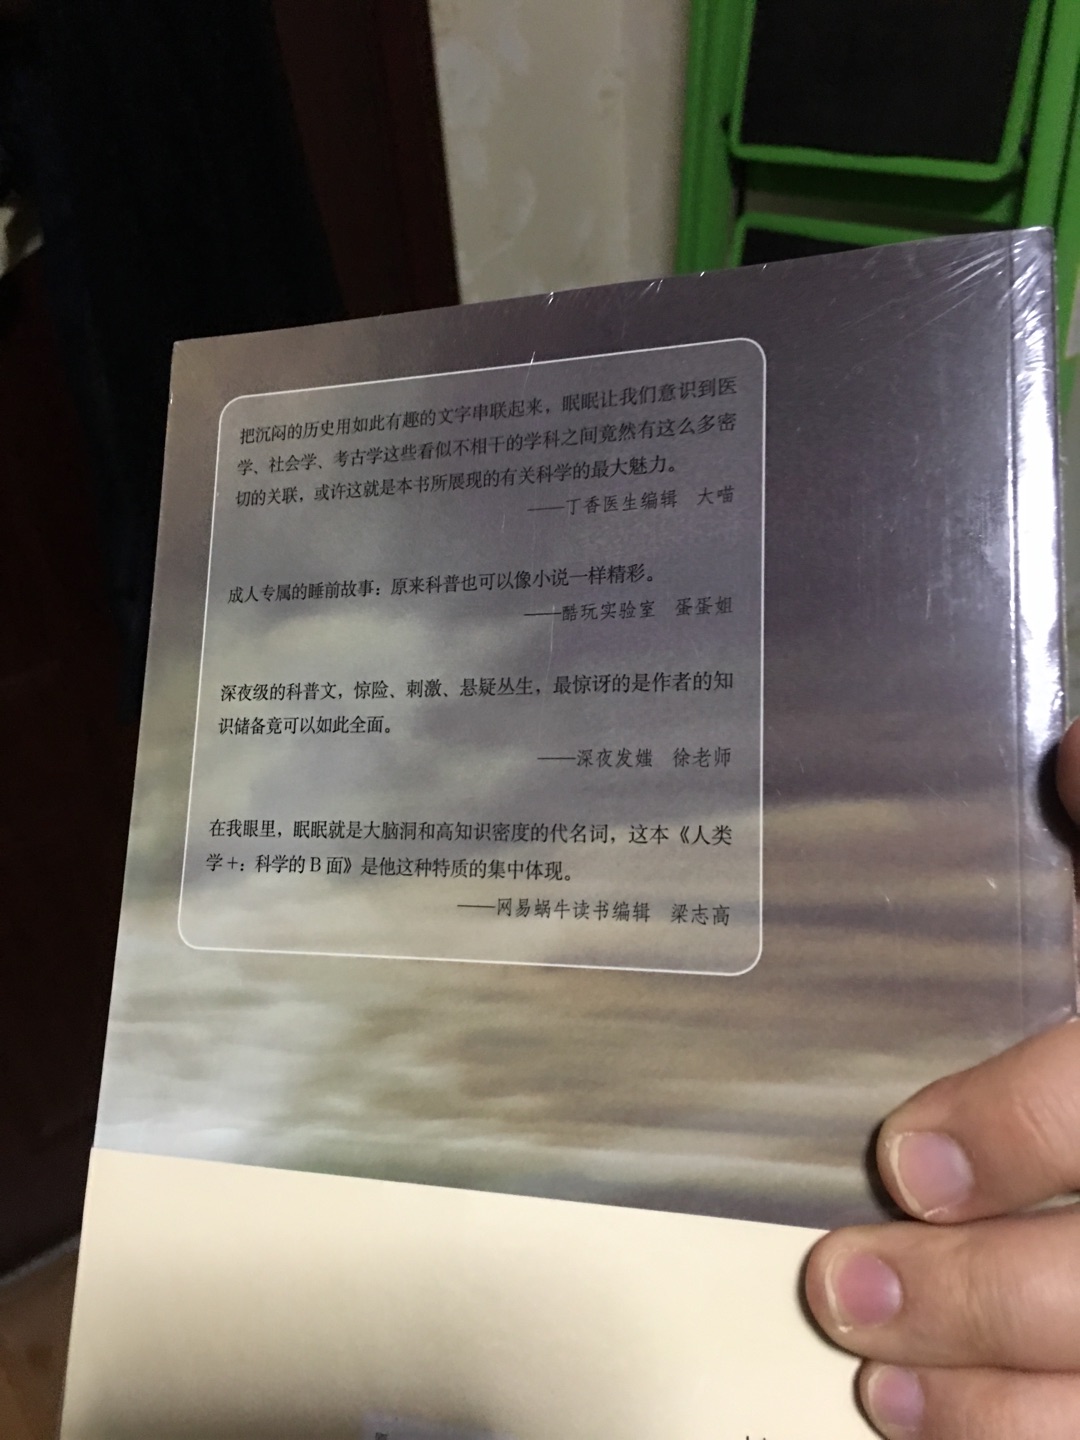 把沉闷的历史用如此有趣的文字串联起来，眠眠让我们意识到医
学、社会学、考古学这些看似不相干的学科之间竟然有这么多密
切的关联，或许这就是本书所展现的有关科学的最大魅力。
——丁香医生编辑　大喵
成人专属的睡前故事：原来科普也可以像小说一样精彩。
——酷玩实验室　蛋蛋姐
深夜级的科普文，惊险、刺激、悬疑丛生，最惊讶的是作者的知
识储备竟可以如此全面。
——深夜发媸　徐老师
在我眼里，眠眠就是大脑洞和高知识密度的代名词，这本《人类
学+：科学的B面》是他这种特质的集中体现。
——网易蜗牛读书编辑　梁志高